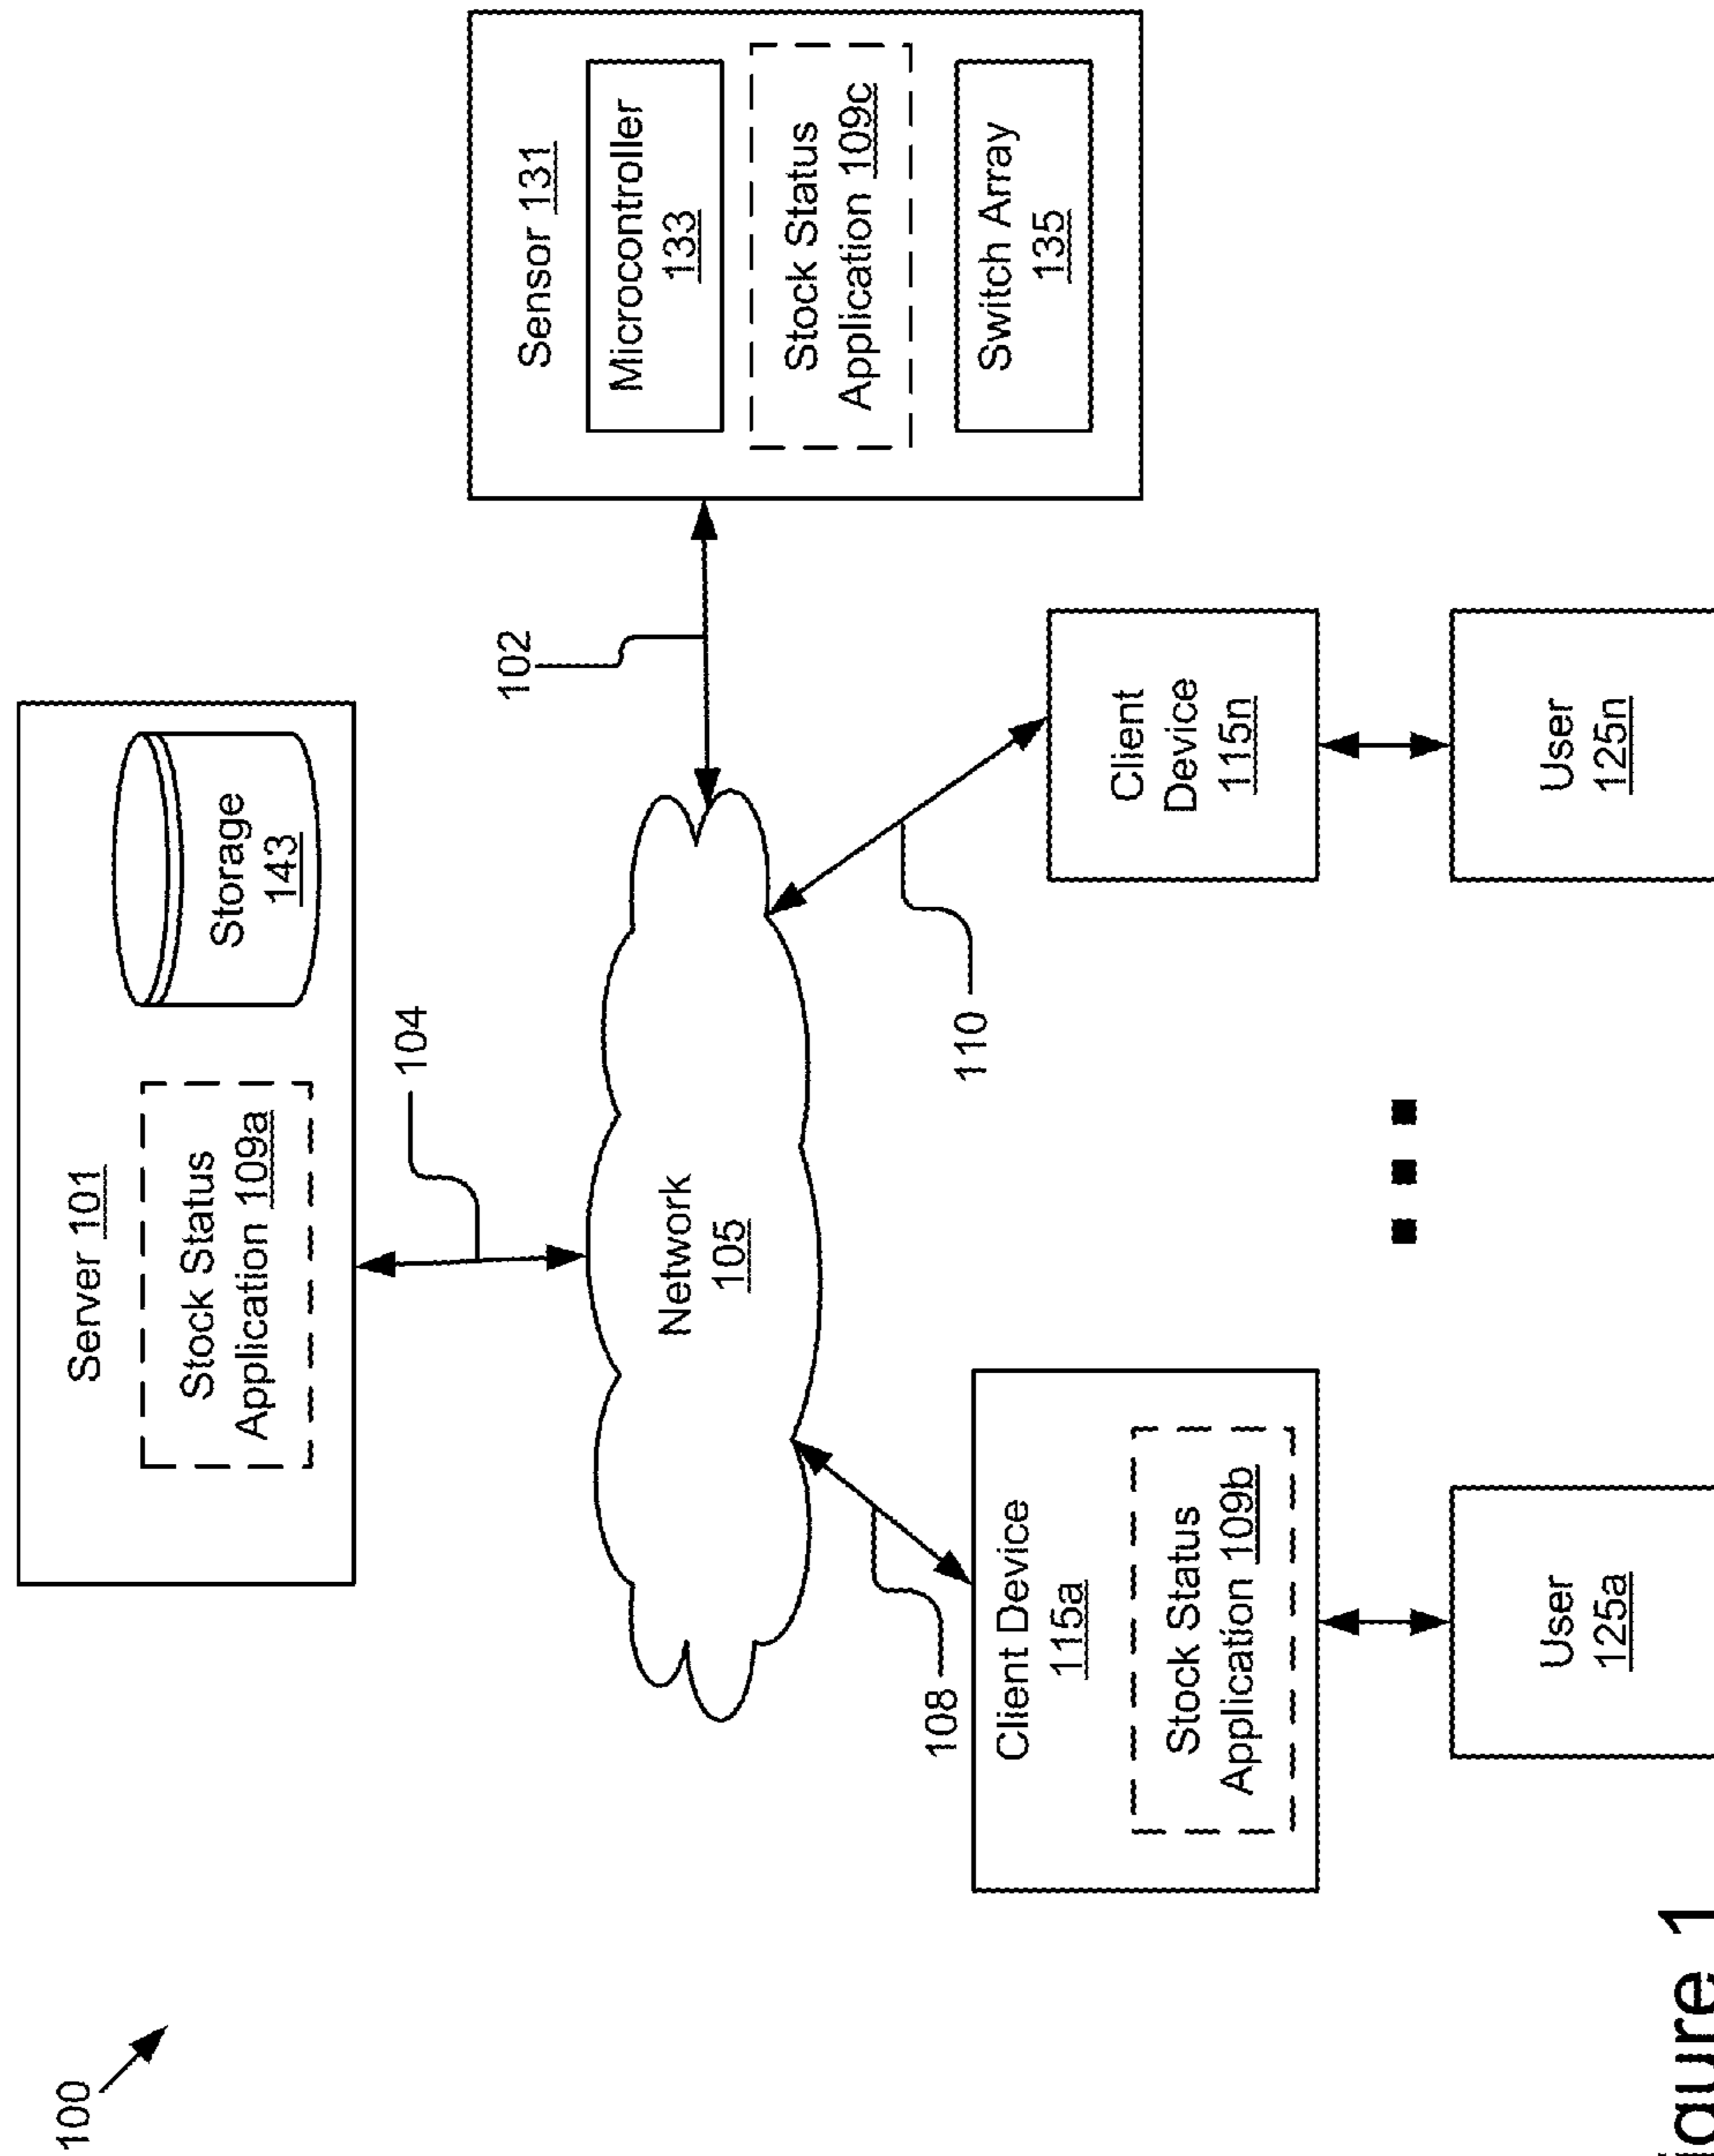 100
Server 101
Stock Status
Application 109a
Storage
143
104
Network
105
102
Sensor 131
Microcontroller
133
Stock Status
Application 109c
Switch Array
135
108
110
Client Device
115a
Stock Status
Application 109b
Client
Device
115n
User
125a
User
125n
gure 1